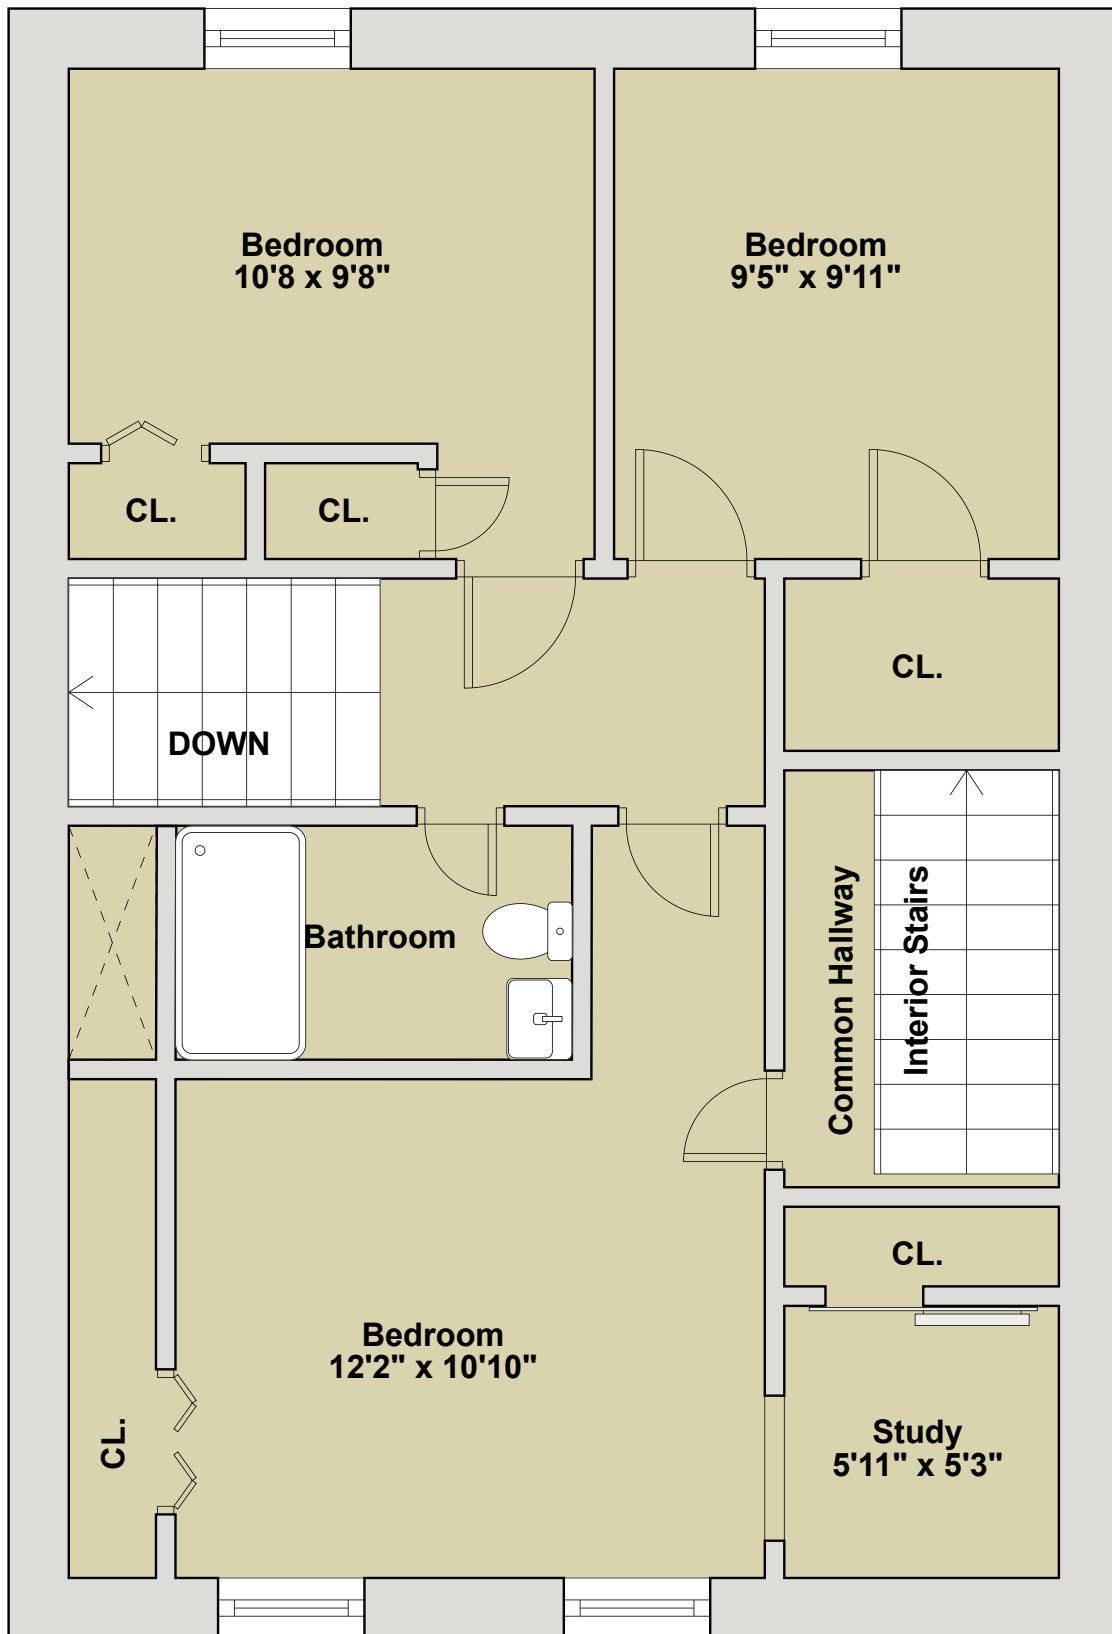 Bedroom
10'8 x 9'8"
Bedroom
9'5" x 9'11"
CL.
CL.
CL.
DOWN
Bathroom
Common Hallway
Interior Stairs
CL.
Bedroom
12'2" x 10'10"
CL.
Study
5'11" x 5'3"